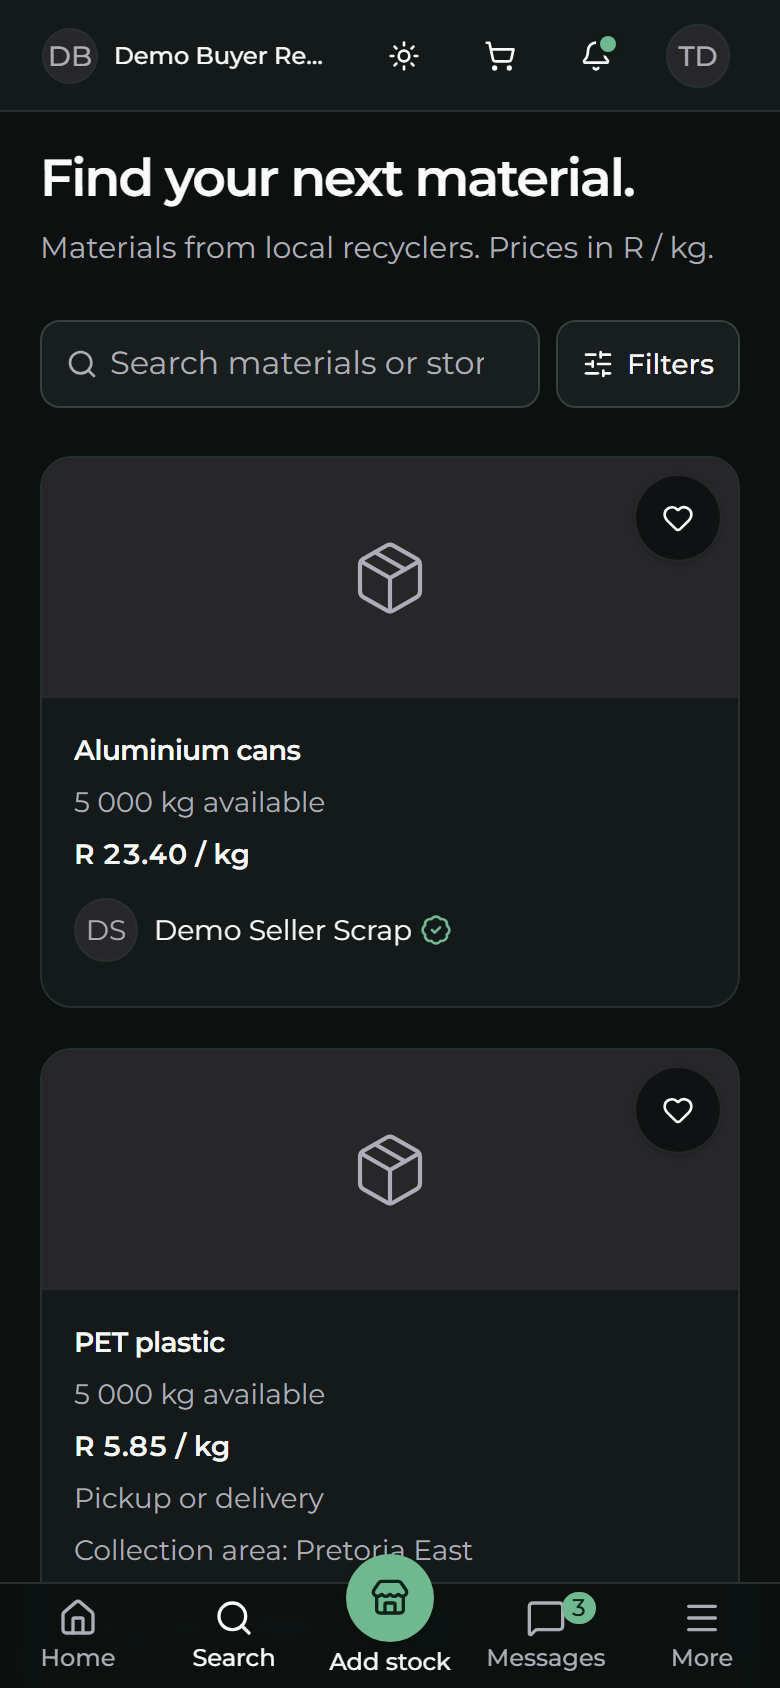 DB Demo Buyer Re... TD
Find your next material.
Materials from local recyclers. Prices in R / kg.
Search materials or stor Filters
Aluminium cans
5 000 kg available
R 23.40 / kg
DS Demo Seller Scrap
PET plastic
5 000 kg available
R 5.85 / kg
Pickup or delivery
Collection area: Pretoria East
3
Home Search Add stock Messages More